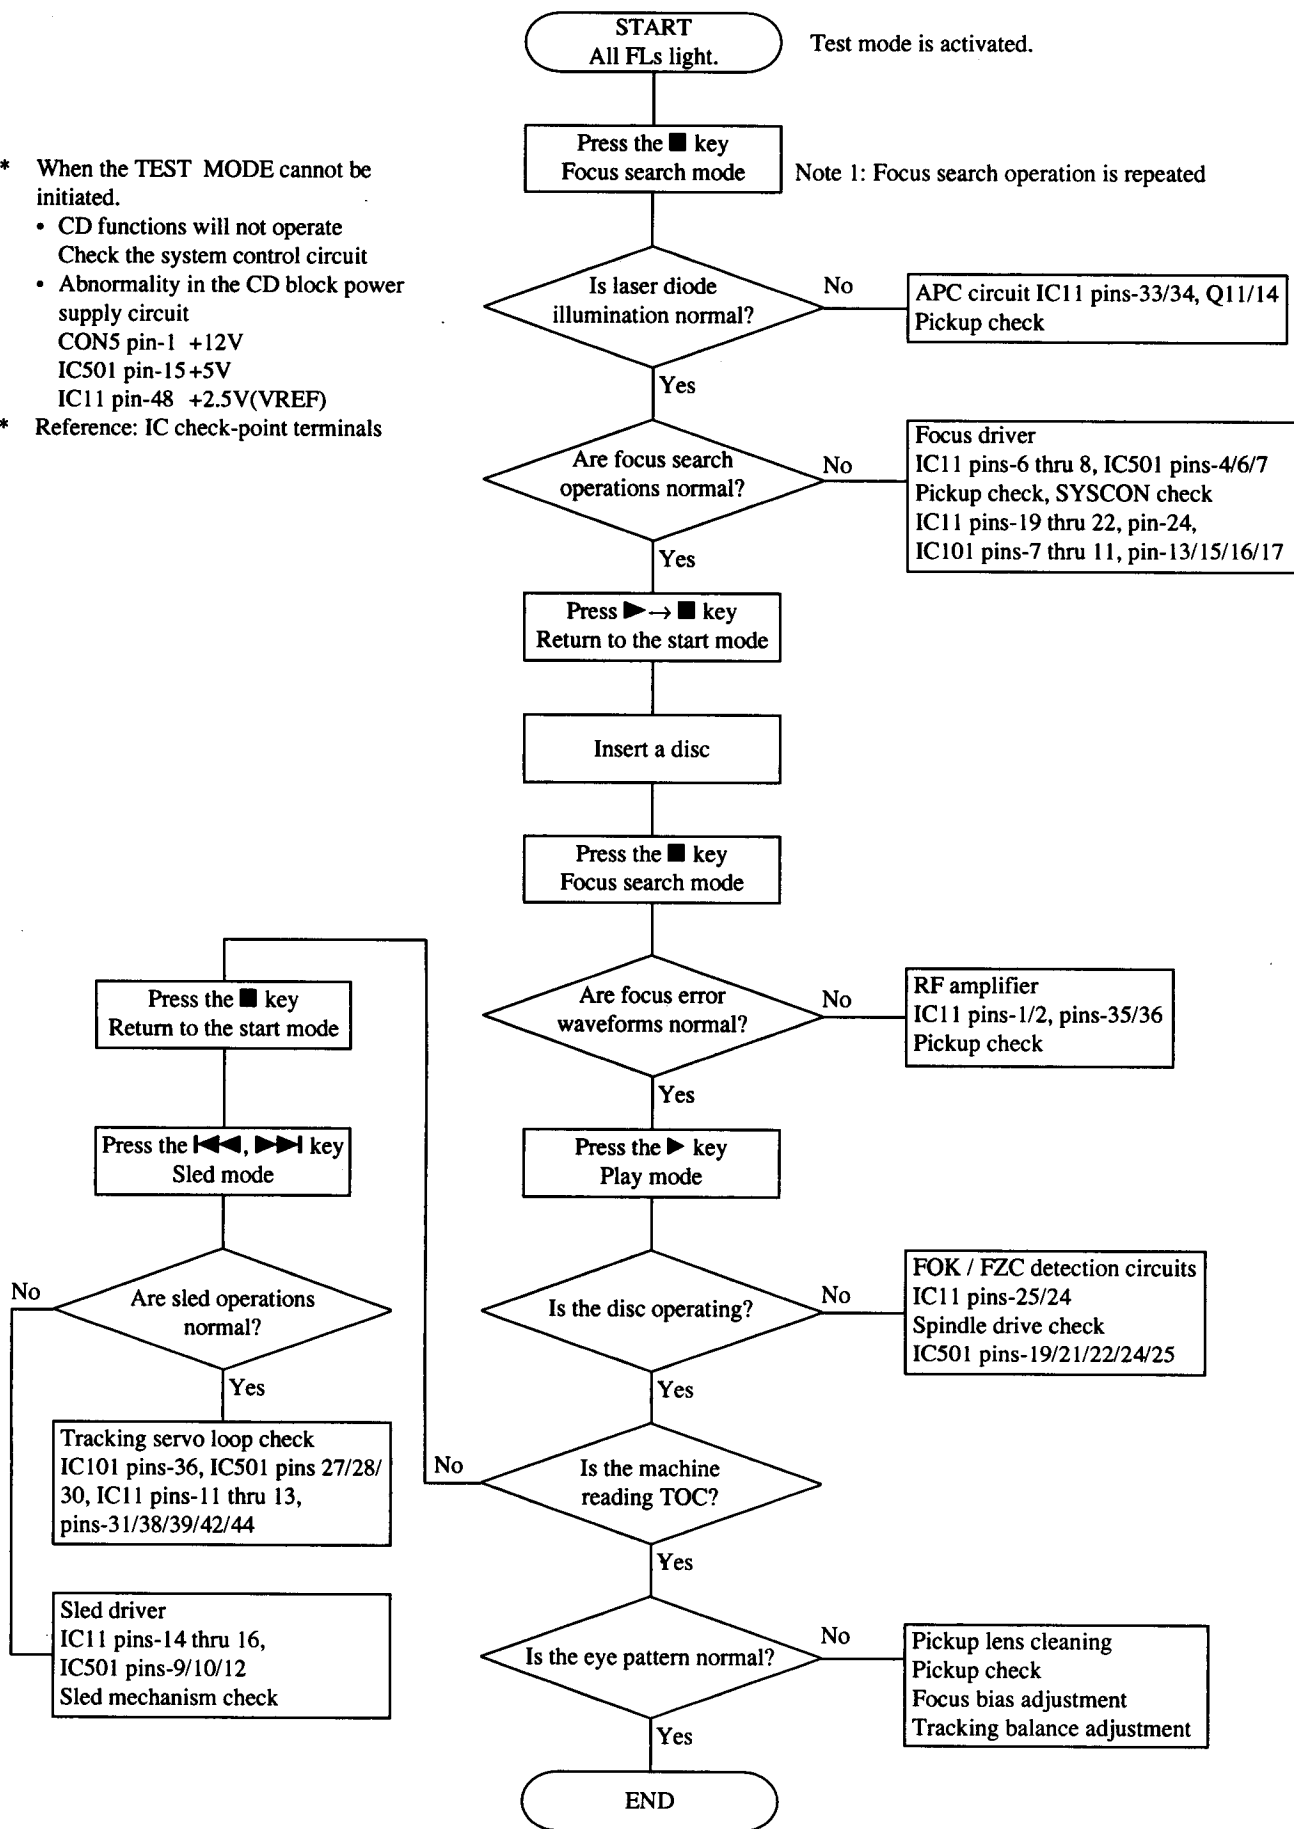 START
All FLs light.
Test mode is activated.
Press the ■ key
Focus search mode
Note 1: Focus search operation is repeated
* When the TEST MODE cannot be
initiated.
• CD functions will not operate
Check the system control circuit
• Abnormality in the CD block power
supply circuit
CON5 pin-1 +12V
IC501 pin-15 +5V
IC11 pin-48 +2.5V(VREF)
* Reference: IC check-point terminals
Is laser diode
illumination normal?
No
APC circuit IC11 pins-33/34, Q11/14
Pickup check
Yes
Are focus search
operations normal?
No
Focus driver
IC11 pins-6 thru 8, IC501 pins-4/6/7
Pickup check, SYSCON check
IC11 pins-19 thru 22, pin-24,
IC101 pins-7 thru 11, pin-13/15/16/17
Yes
Press ▶→■ key
Return to the start mode
Insert a disc
Press the ■ key
Focus search mode
Are focus error
waveforms normal?
No
RF amplifier
IC11 pins-1/2, pins-35/36
Pickup check
Yes
Press the ▶ key
Play mode
Is the disc operating?
No
FOK / FZC detection circuits
IC11 pins-25/24
Spindle drive check
IC501 pins-19/21/22/24/25
Yes
Is the machine
reading TOC?
No
Press the ■ key
Return to the start mode
Press the |◀◀, ▶▶| key
Sled mode
Are sled operations
normal?
No
Yes
Tracking servo loop check
IC101 pins-36, IC501 pins 27/28/
30, IC11 pins-11 thru 13,
pins-31/38/39/42/44
Sled driver
IC11 pins-14 thru 16,
IC501 pins-9/10/12
Sled mechanism check
Yes
Is the eye pattern normal?
No
Pickup lens cleaning
Pickup check
Focus bias adjustment
Tracking balance adjustment
Yes
END